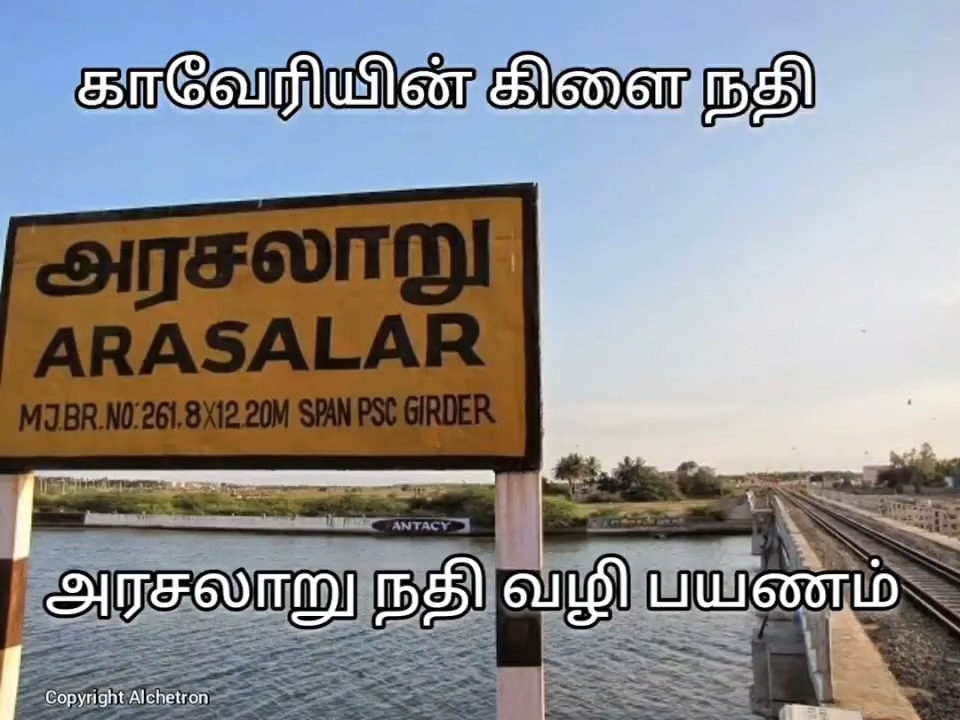 காவேரியின் கிளை நதி
அரசலாறு
ARASALAR
MJ.BR.NO:261.8X12.20M SPAN PSC GIRDER
ANTACY
அரசலாறு நதி வழி பயணம்
Copyright Alchetron